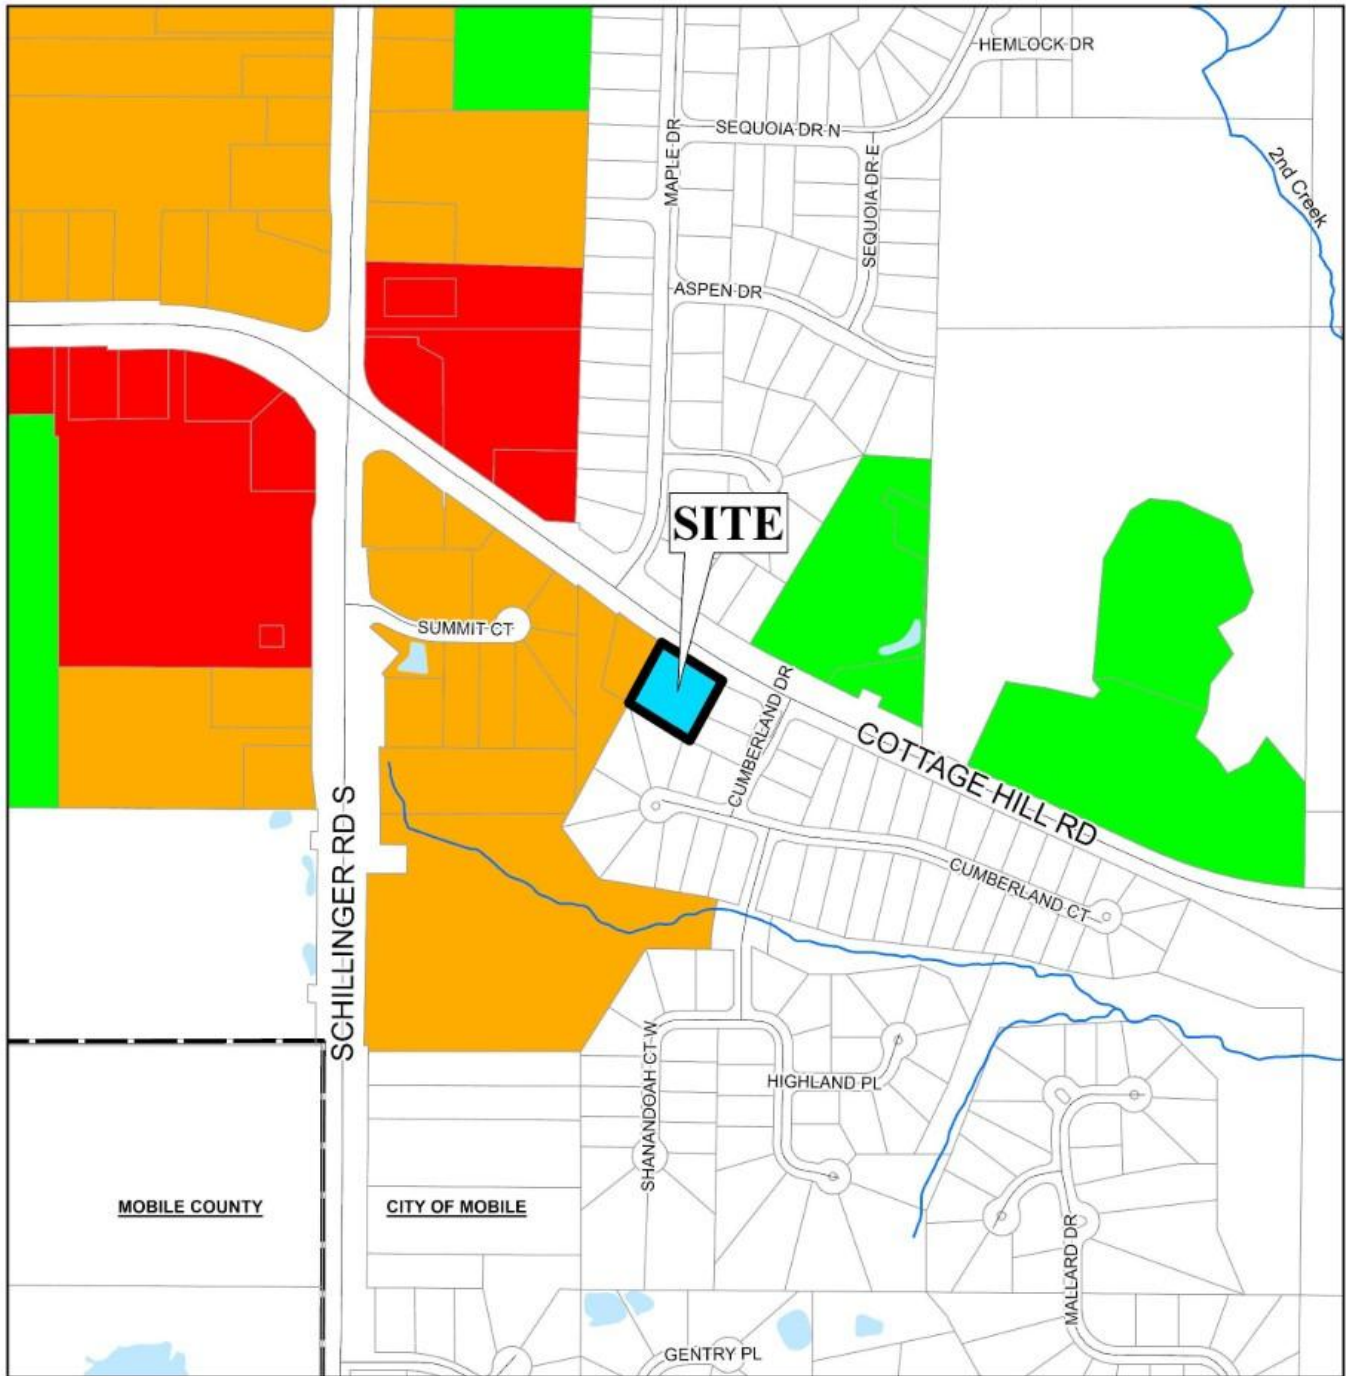 HEMLOCK DR
SEQUOIA DR N
MAPLE DR
SEQUOIA DR E
2nd Creek
ASPEN DR
SITE
SUMMIT CT
CUMBERLAND DR
COTTAGE HILL RD
SCHILLINGER RD S
CUMBERLAND CT
SHANANDOAH CT W
HIGHLAND PL
MOBILE COUNTY
CITY OF MOBILE
MALLARD DR
GENTRY PL